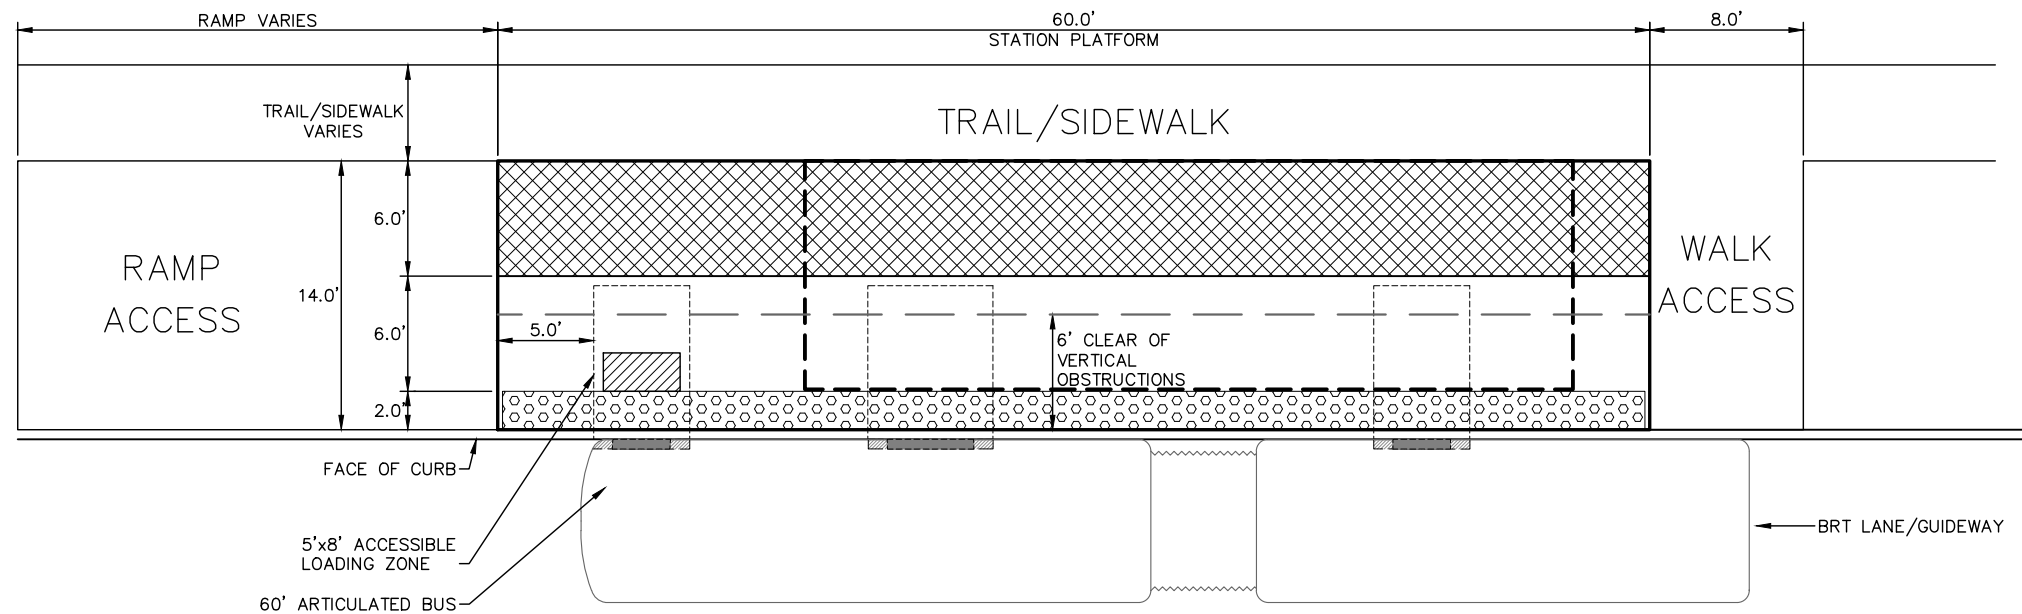 RAMP VARIES
60.0'
STATION PLATFORM
8.0'
TRAIL/SIDEWALK
VARIES
TRAIL/SIDEWALK
6.0'
RAMP
ACCESS
14.0'
6.0'
2.0'
5.0'
6' CLEAR OF
VERTICAL
OBSTRUCTIONS
WALK
ACCESS
FACE OF CURB
5'x8' ACCESSIBLE
LOADING ZONE
60' ARTICULATED BUS
BRT LANE/GUIDEWAY